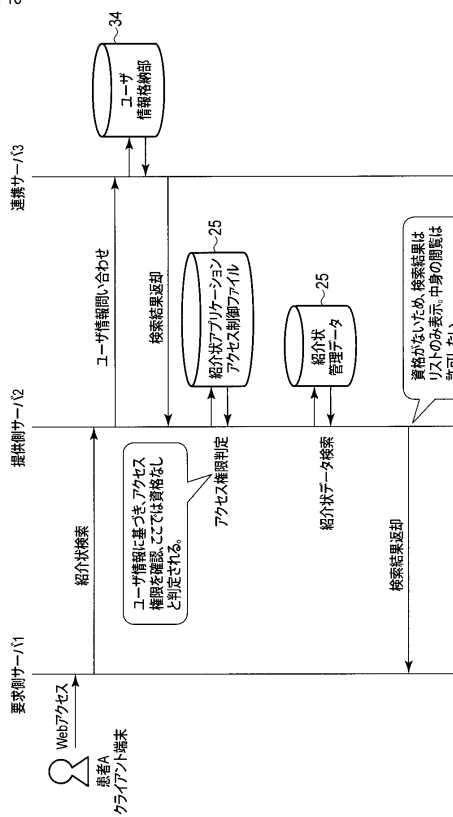 要求側サーバ1
提供側サーバ2
連携サーバ3
Webアクセス
患者A
クライアント端末
紹介状検索
ユーザ情報問い合わせ
ユーザ
情報格納部
34
検索結果返却
ユーザ情報に基づき、アクセス
権限を確認、ここでは資格なし
と判定される。
アクセス権限判定
紹介状アプリケーション
アクセス制御ファイル
25
紹介状データ検索
紹介状
管理データ
25
資格がないため、検索結果は
リストのみ表示。中身の閲覧は
検索結果返却